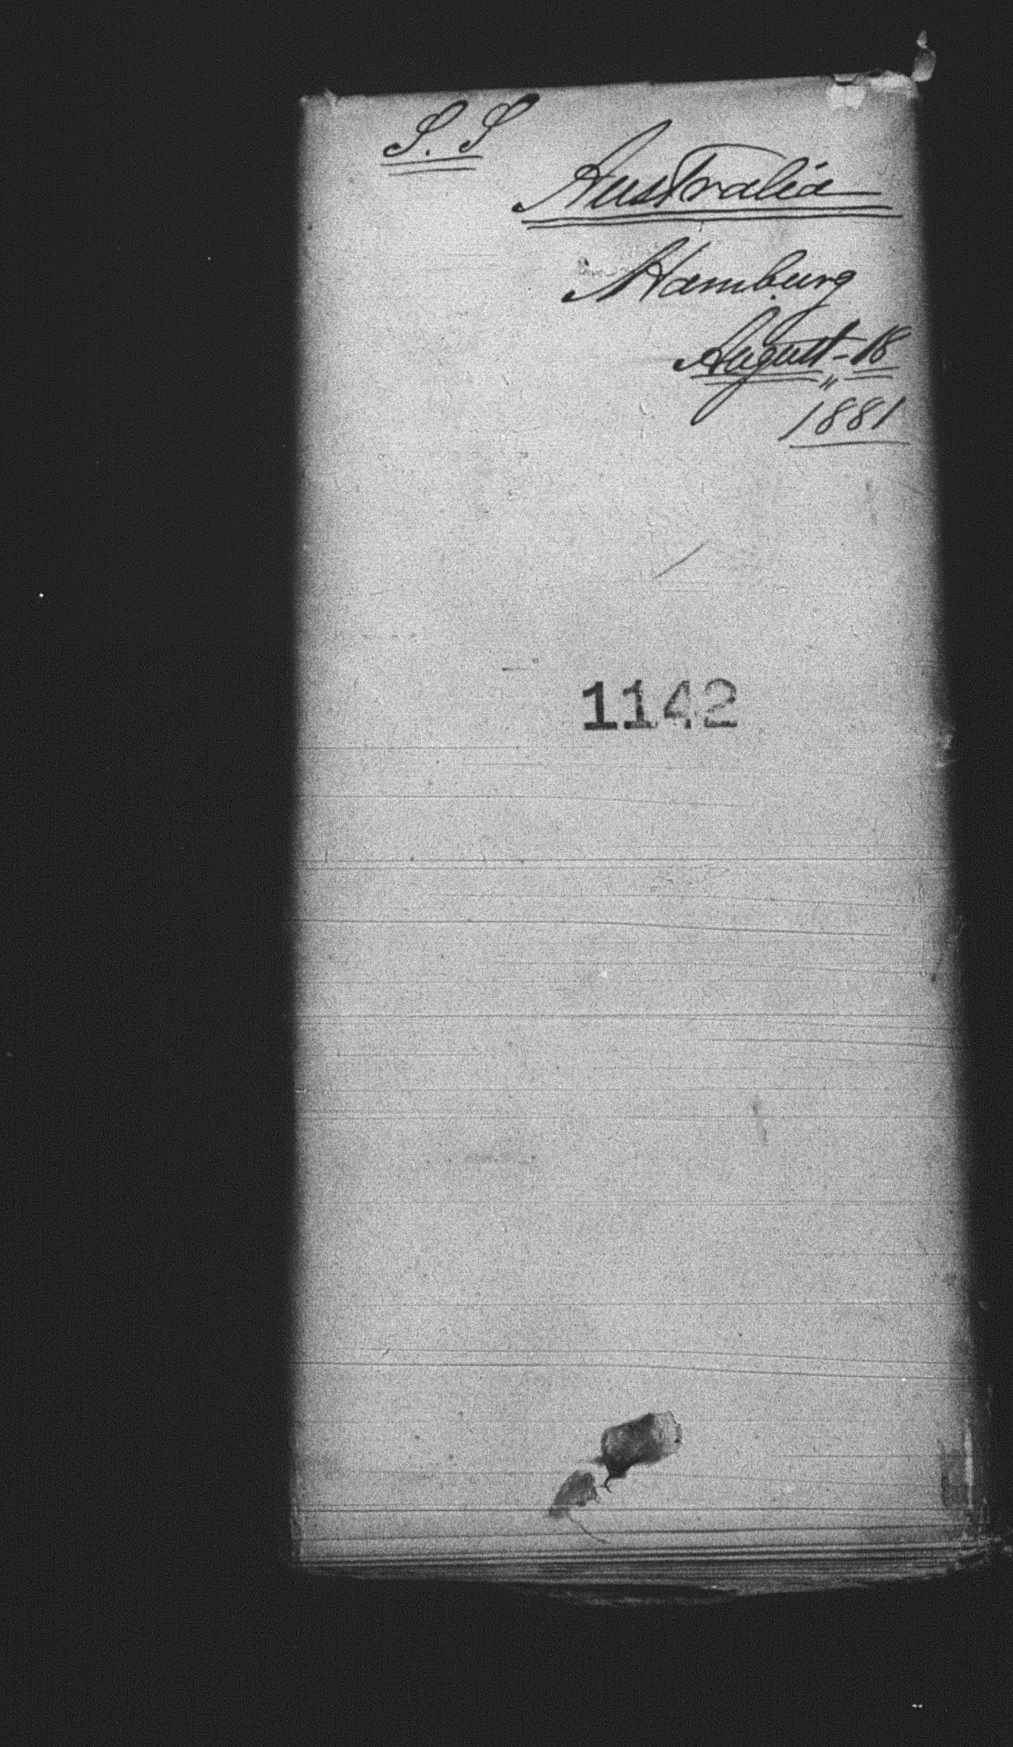 S. S
Australia
Hamburg
August - 18
"
1881
1142